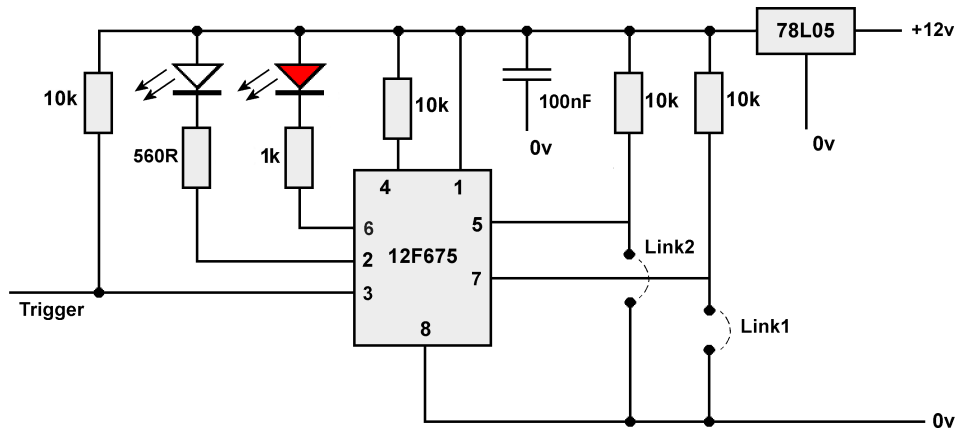 78L05
+12v
10k
560R
1k
10k
100nF
0v
10k
10k
0v
4
1
6
2
3
12F675
5
7
8
Trigger
Link2
Link1
0v